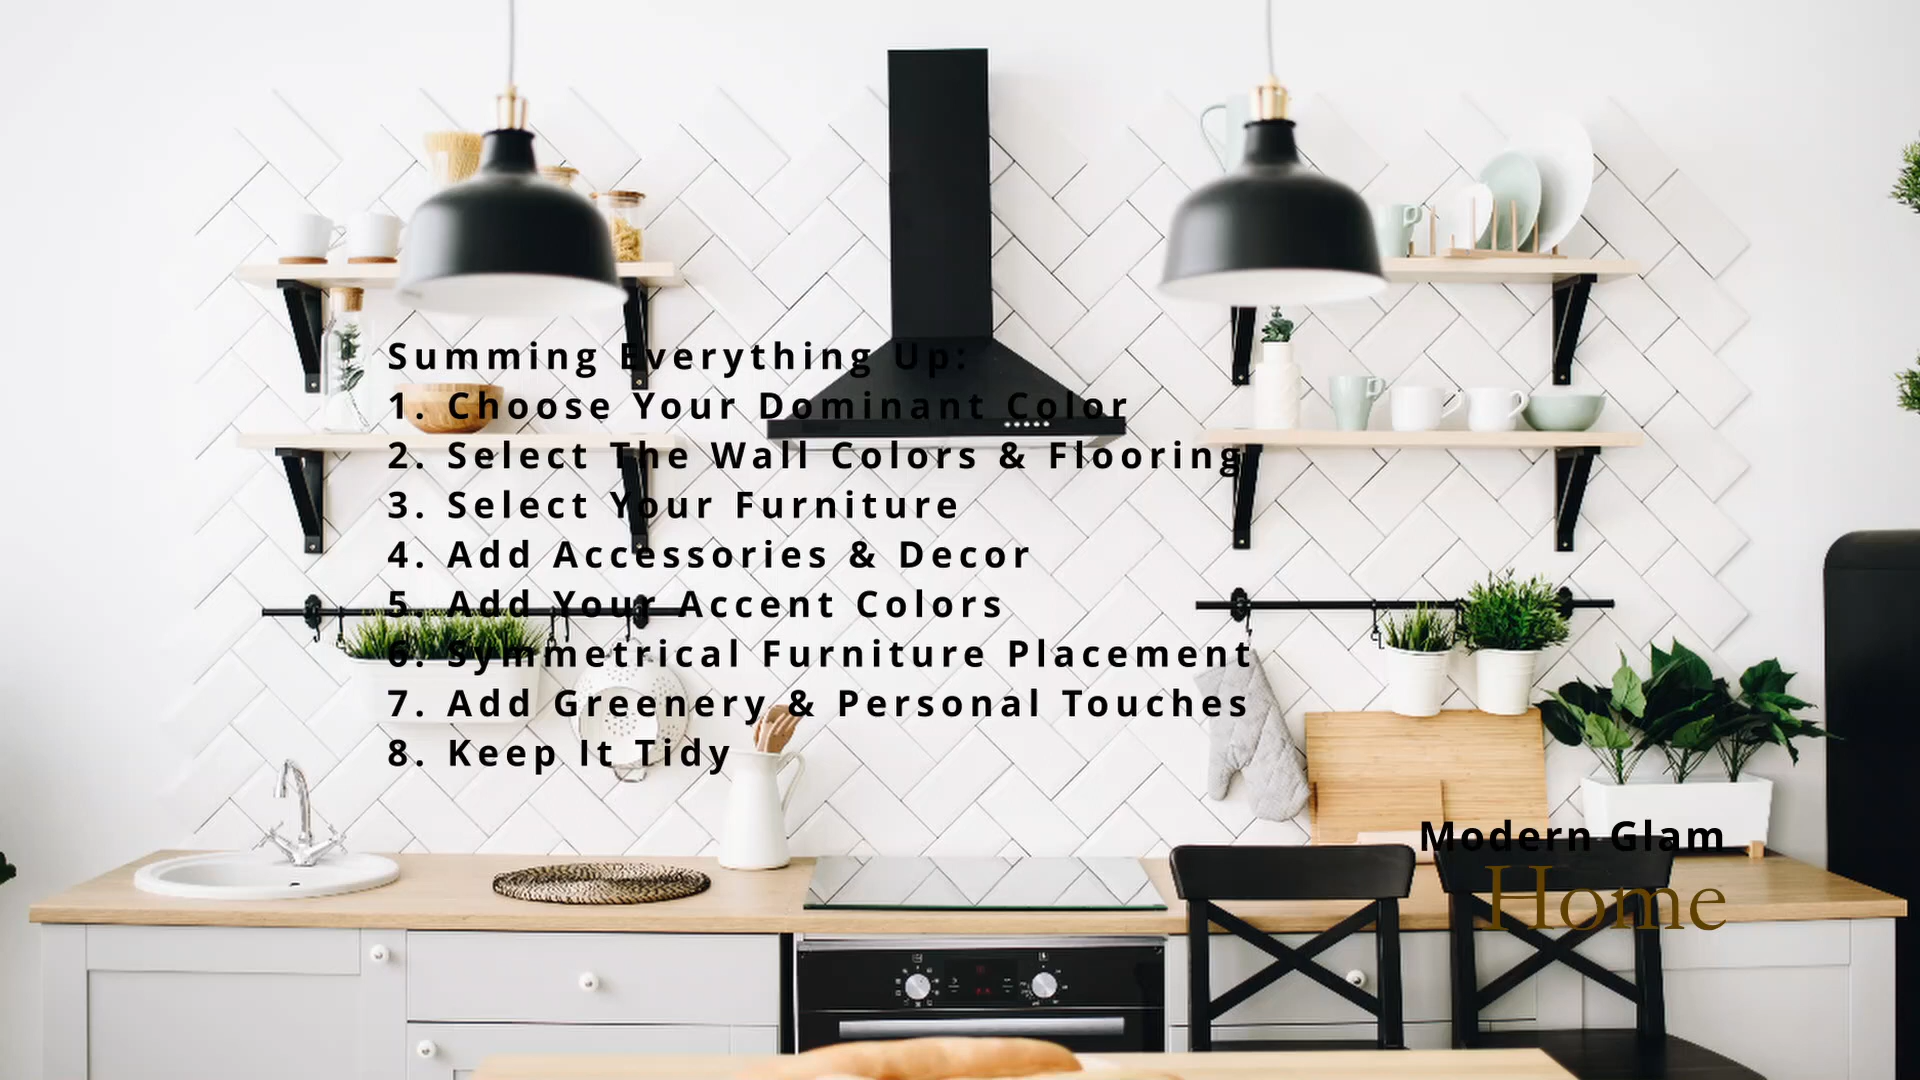 Summing Everything Up:
1. Choose Your Dominant Color
2. Select The Wall Colors & Flooring
3. Select Your Furniture
4. Add Accessories & Decor
5. Add Your Accent Colors
6. Symmetrical Furniture Placement
7. Add Greenery & Personal Touches
8. Keep It Tidy
Modern Glam
Home